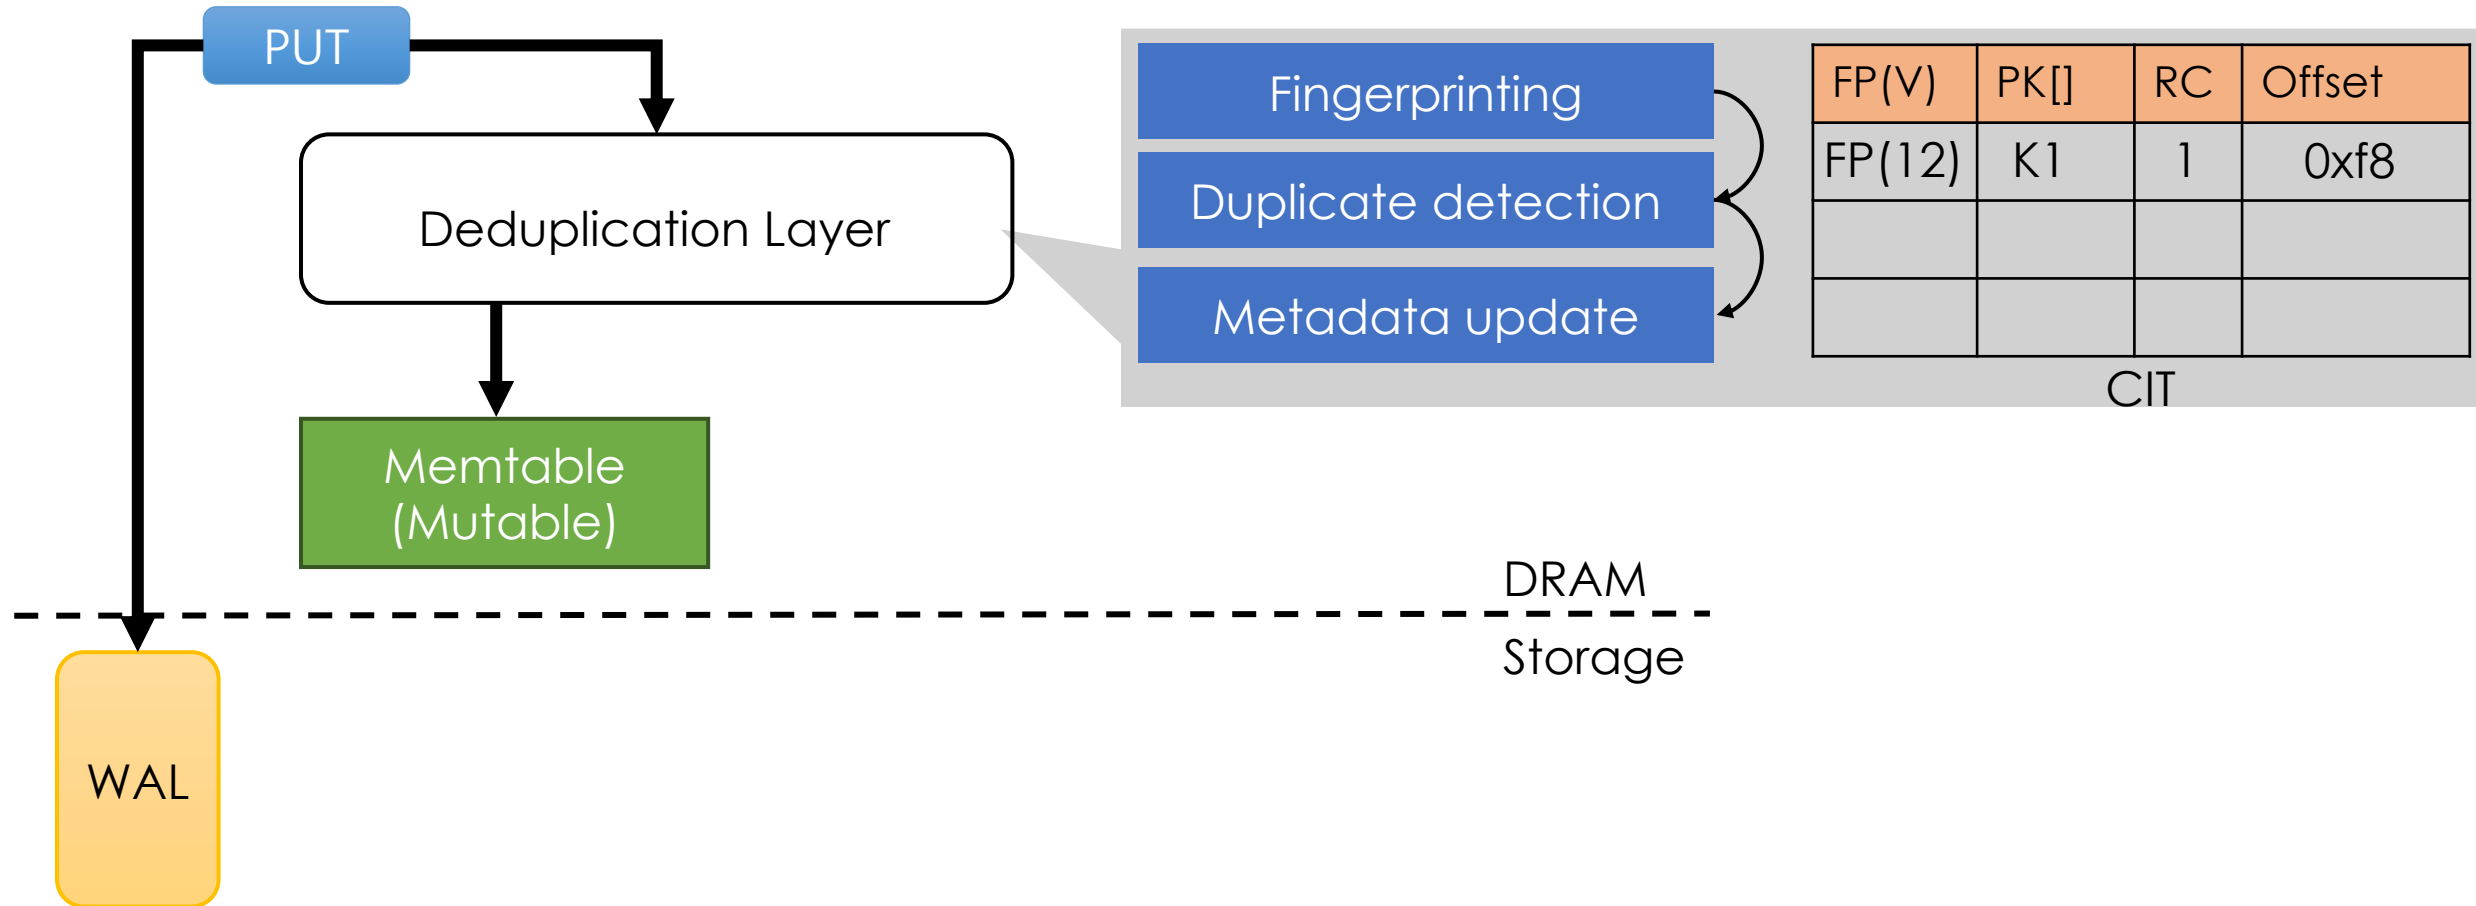 PUT
Deduplication Layer
Memtable
(Mutable)
WAL
DRAM
Storage
Fingerprinting
Duplicate detection
Metadata update
FP(V) PK[] RC Offset
FP(12) K1 1 0xf8
CIT